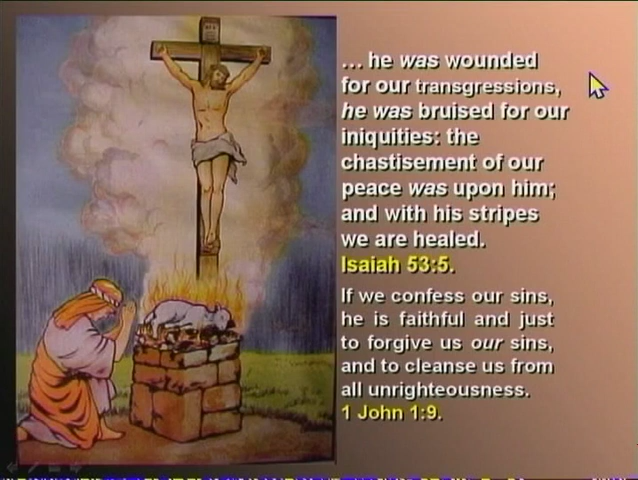 ... he was wounded
for our transgressions,
he was bruised for our
iniquities: the
chastisement of our
peace was upon him;
and with his stripes
we are healed.
Isaiah 53:5.
If we confess our sins,
he is faithful and just
to forgive us our sins,
and to cleanse us from
all unrighteousness.
1 John 1:9.